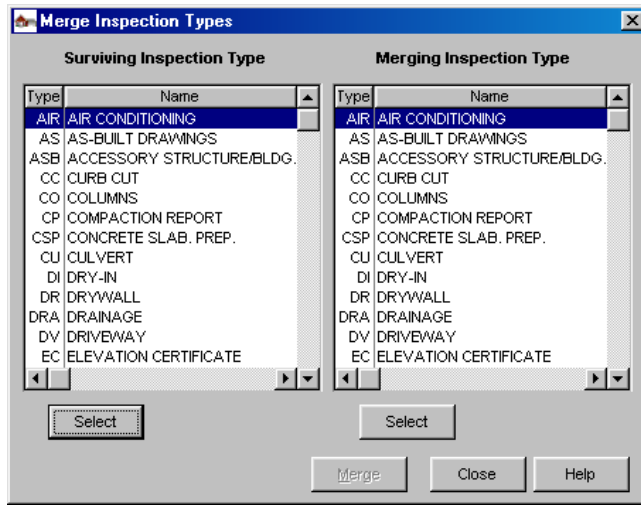 Merge Inspection Types
Surviving Inspection Type Merging Inspection Type
Type Name Type Name
AIR AIR CONDITIONING AIR AIR CONDITIONING
AS AS-BUILT DRAWINGS AS AS-BUILT DRAWINGS
ASB ACCESSORY STRUCTURE/BLDG. ASB ACCESSORY STRUCTURE/BLDG.
CC CURB CUT CC CURB CUT
CO COLUMNS CO COLUMNS
CP COMPACTION REPORT CP COMPACTION REPORT
CSP CONCRETE SLAB. PREP. CSP CONCRETE SLAB. PREP.
CU CULVERT CU CULVERT
DI DRY-IN DI DRY-IN
DR DRYWALL DR DRYWALL
DRA DRAINAGE DRA DRAINAGE
DV DRIVEWAY DV DRIVEWAY
EC ELEVATION CERTIFICATE EC ELEVATION CERTIFICATE
Select Select
Merge Close Help